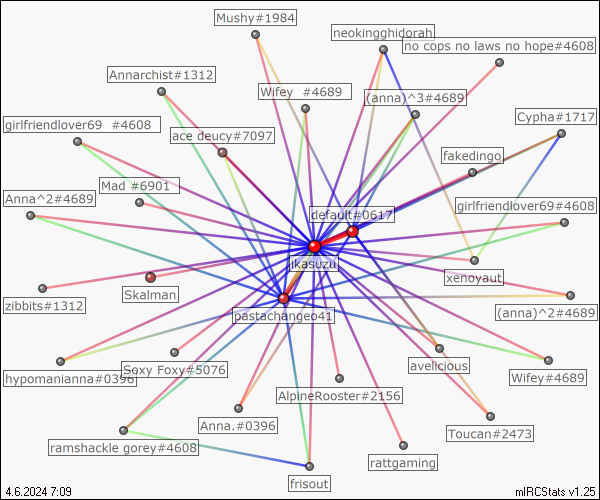 Mushy#1984
neokingghidorah
no cops no laws no hope#4608
Annarchist#1312
Wifey  #4689
(anna)^3#4689
Cypha#1717
girlfriendlover69  #4608
ace deucy#7097
fakedingo
Mad #6901
Anna^2#4689
default#0617
girlfriendlover69#4608
ikasuzu
xenoyaut
Skalman
zibbits#1312
pastachangeo41
(anna)^2#4689
Soxy Foxy#5076
avelicious
hypomanianna#0396
Wifey#4689
AlpineRooster#2156
Anna.#0396
Toucan#2473
ramshackle gorey#4608
rattgaming
frisout
4.6.2024 7:09
mIRCStats v1.25